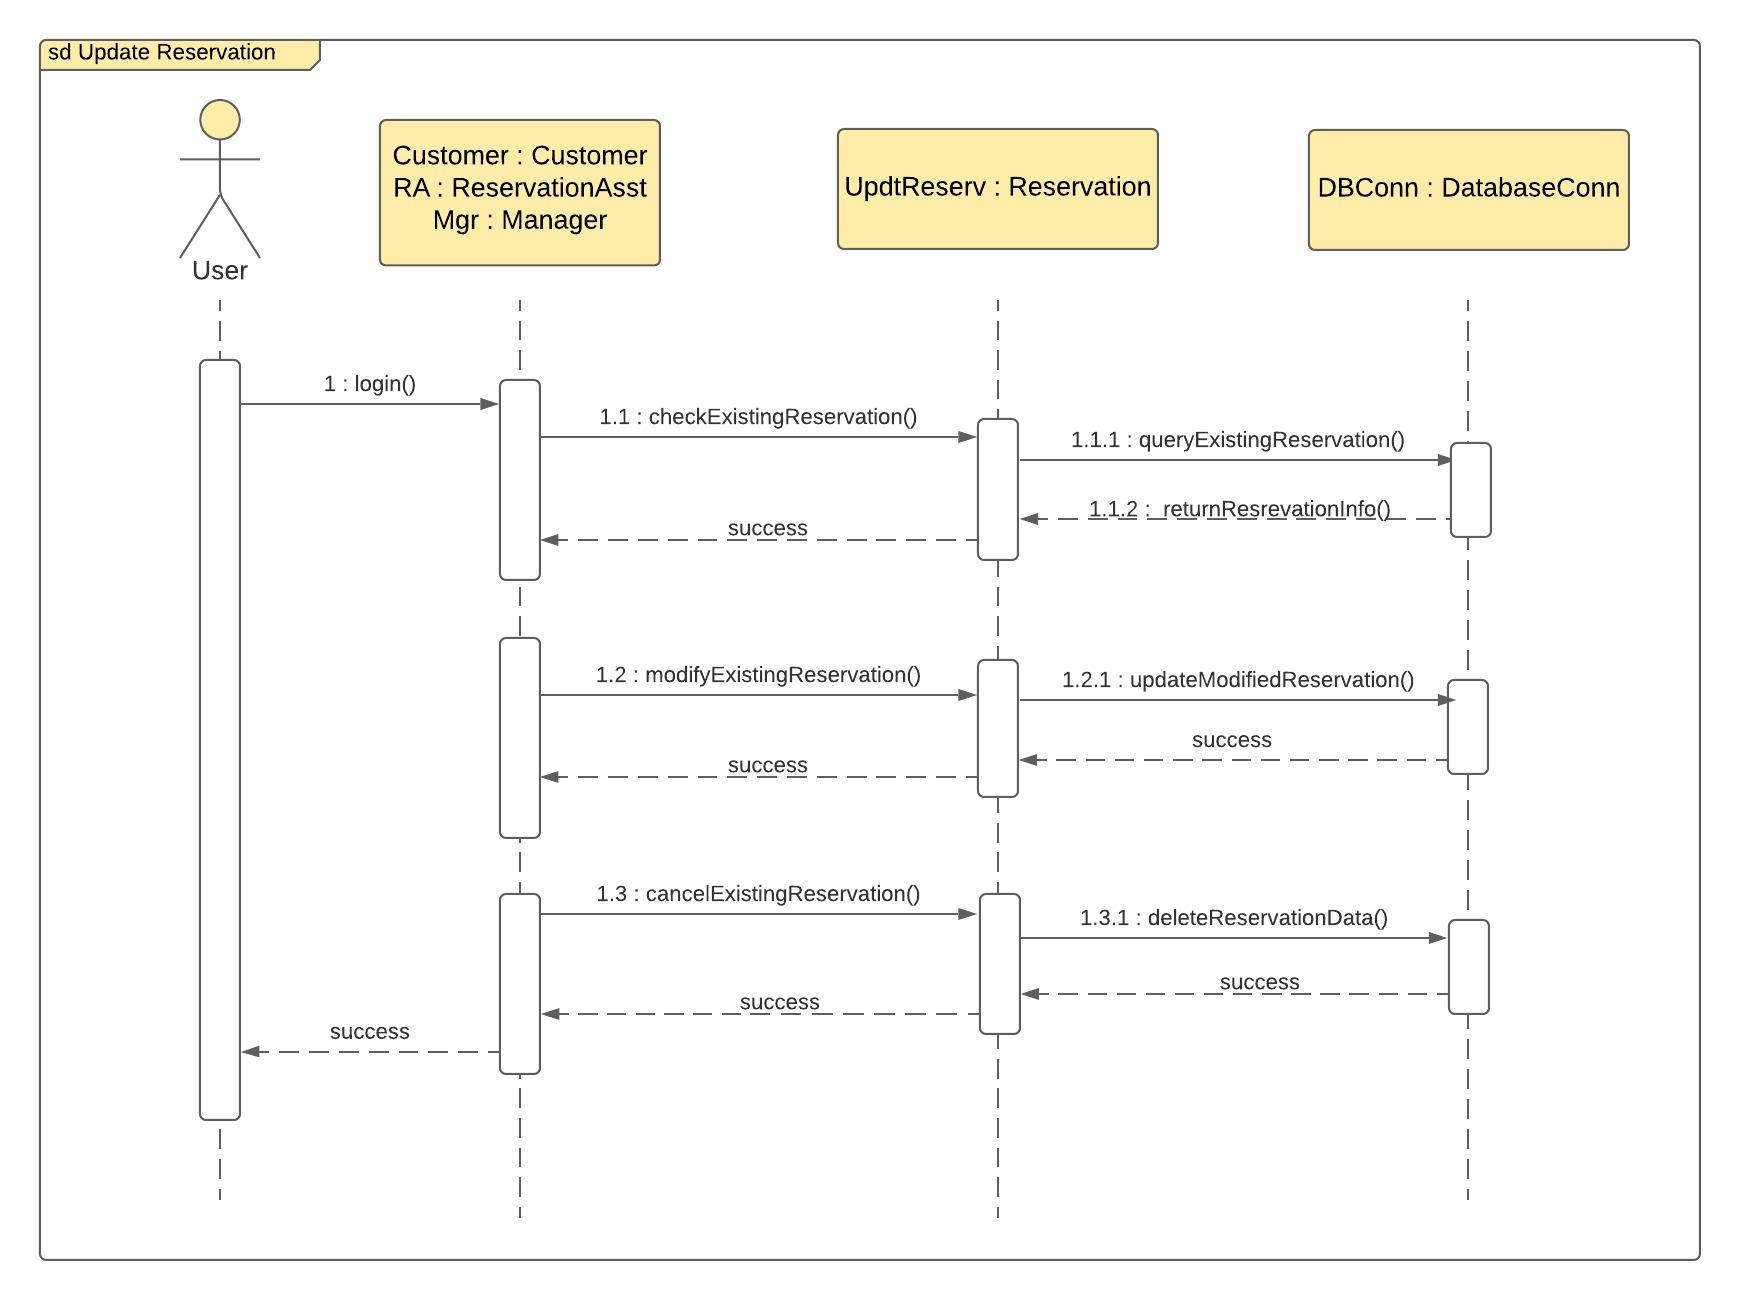 sd Update Reservation
Customer : Customer
RA : ReservationAsst
Mgr : Manager
UpdtReserv : Reservation
DBConn : DatabaseConn
User
1 : login()
1.1 : checkExistingReservation()
1.1.1 : queryExistingReservation()
1.1.2 :  returnResrevationInfo()
success
1.2 : modifyExistingReservation()
1.2.1 : updateModifiedReservation()
success
success
1.3 : cancelExistingReservation()
1.3.1 : deleteReservationData()
success
success
success